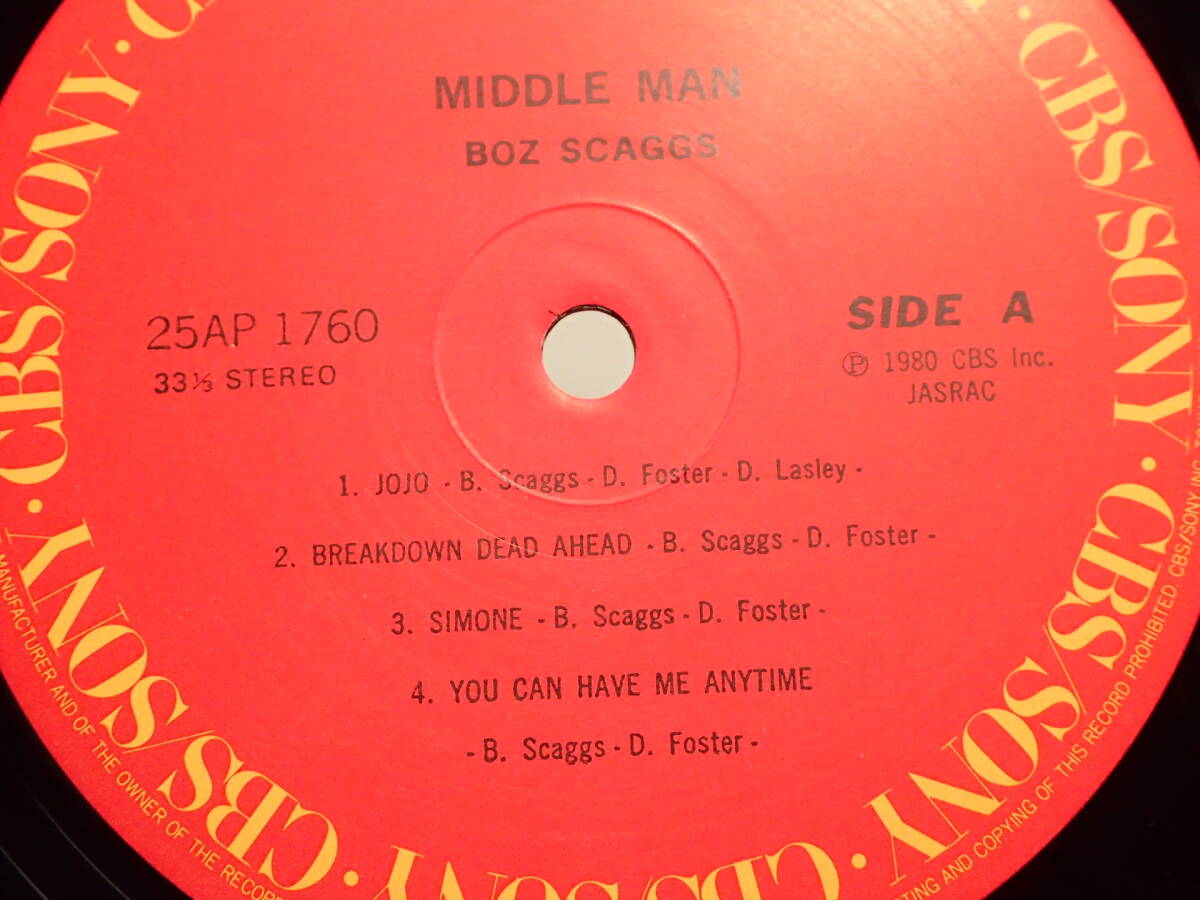 MIDDLE MAN
BOZ SCAGGS
25AP 1760
33⅓ STEREO
SIDE A
Ⓟ 1980 CBS Inc.
JASRAC
1. JOJO - B. Scaggs - D. Foster - D. Lasley -
2. BREAKDOWN DEAD AHEAD - B. Scaggs - D. Foster -
3. SIMONE - B. Scaggs - D. Foster -
4. YOU CAN HAVE ME ANYTIME
- B. Scaggs - D. Foster -
CBS/SONY · CBS/SONY · CBS/SONY · CBS/SONY · CBS/SONY · CBS/SONY
MANUFACTURER AND OF THE OWNER OF THE
AND COPYING OF THIS RECORD PROHIBITED. CBS/SONY INC.